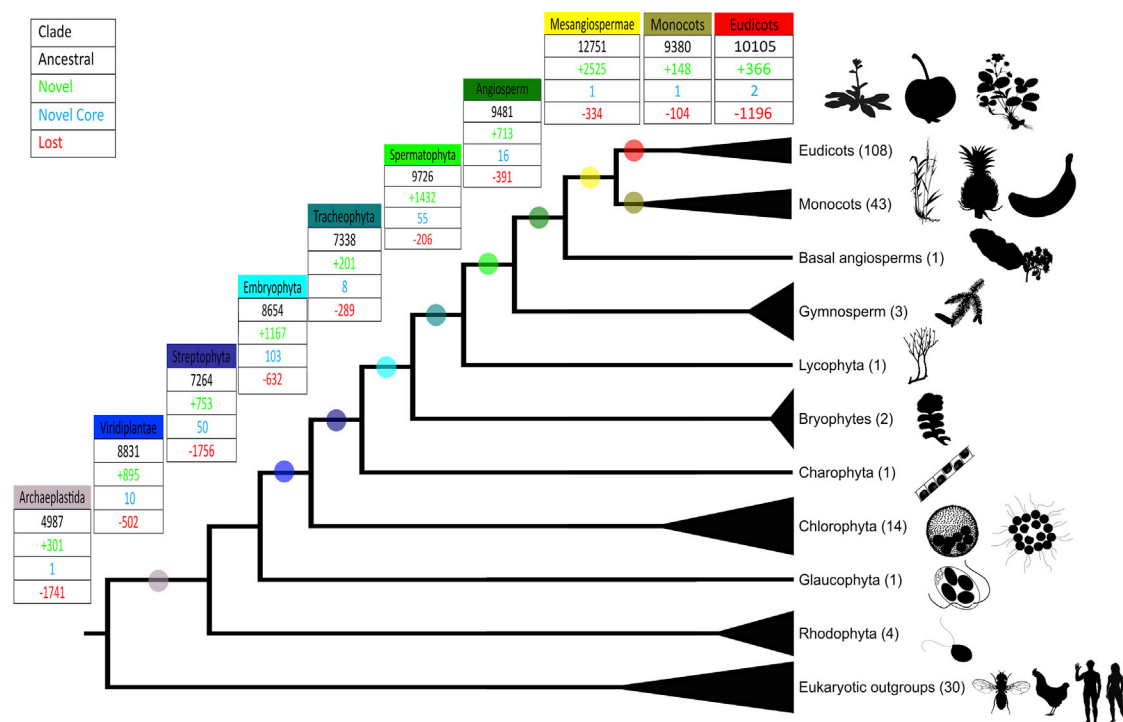 Clade
Ancestral
Novel
Novel Core
Lost
Mesangiospermae
12751
+2525
1
-334
Monocots
9380
+148
1
-104
Eudicots
10105
+366
2
-1196
Angiosperm
9481
+713
16
-391
Spermatophyta
9726
+1432
55
-206
Tracheophyta
7338
+201
8
-289
Embryophyta
8654
+1167
103
-632
Streptophyta
7264
+753
50
-1756
Viridiplantae
8831
+895
10
-502
Archaeplastida
4987
+301
1
-1741
Eudicots (108)
Monocots (43)
Basal angiosperms (1)
Gymnosperm (3)
Lycophyta (1)
Bryophytes (2)
Charophyta (1)
Chlorophyta (14)
Glaucophyta (1)
Rhodophyta (4)
Eukaryotic outgroups (30)